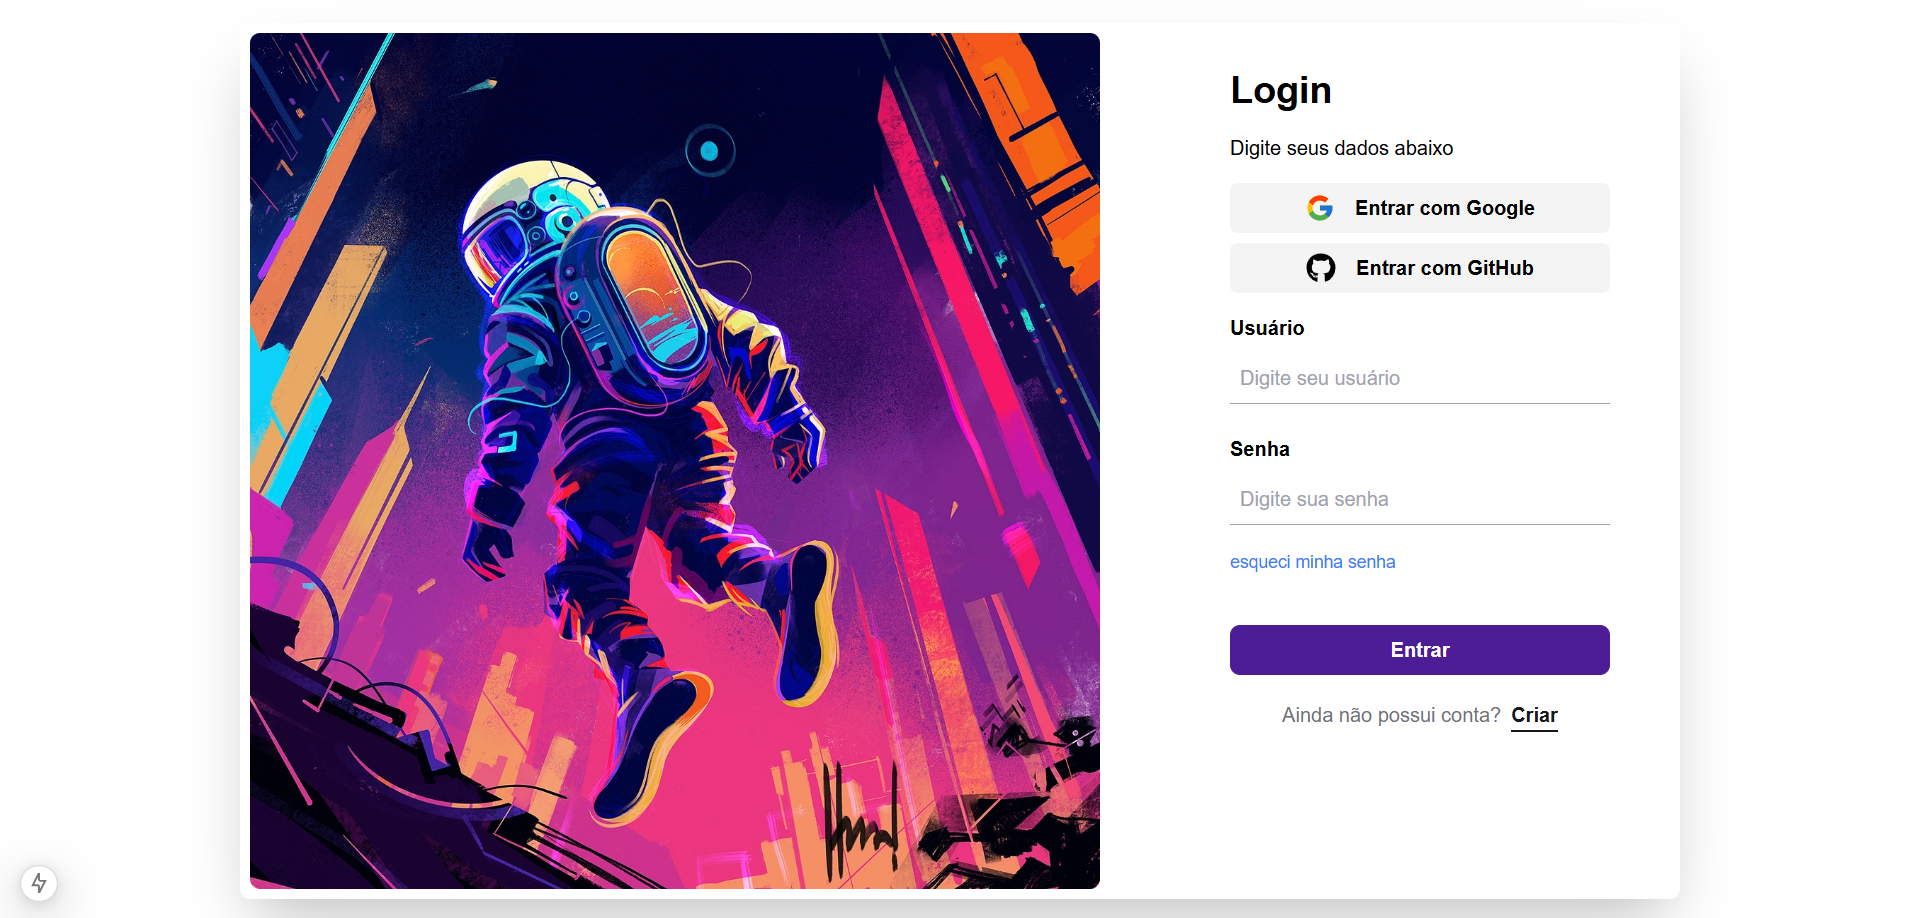 Login
Digite seus dados abaixo
Entrar com Google
Entrar com GitHub
Usuário
Digite seu usuário
Senha
Digite sua senha
esqueci minha senha
Entrar
Ainda não possui conta? Criar